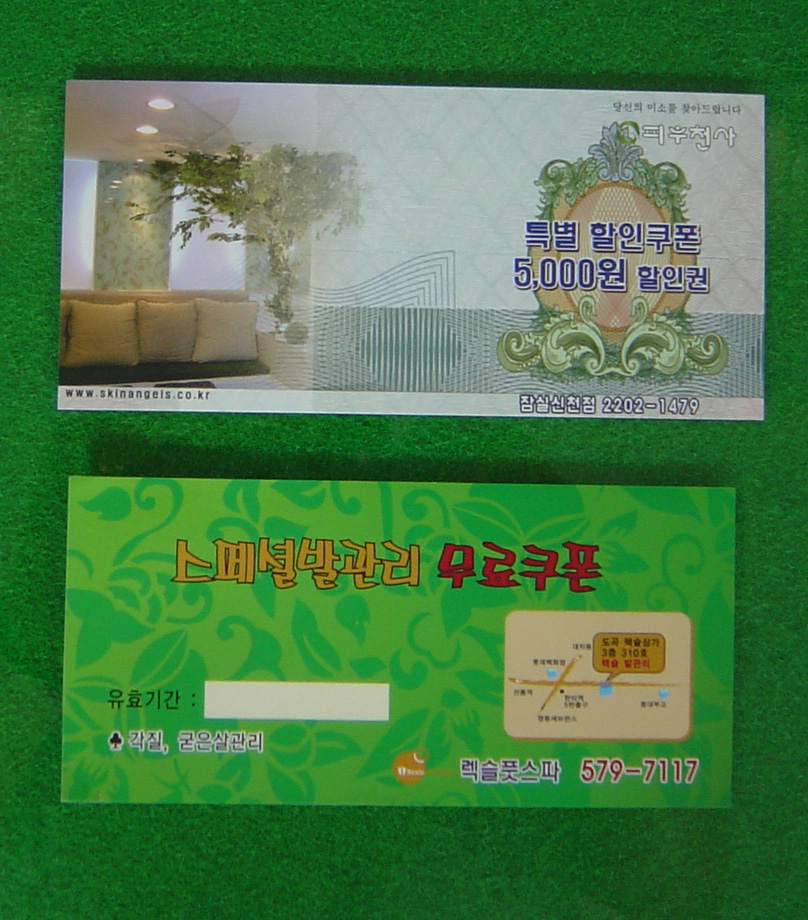 당신의 미소를 찾아드립니다
피우천사
특별 할인쿠폰
5,000원 할인권
www.skinangels.co.kr
잠실신천점 2202-1479
스페셜발관리 무료쿠폰
도곡 렉슬상가
3층 310호
렉슬 발관리
대치동
롯데백화점
선릉역
한티역
5번출구
중대부고
영동세브란스
유효기간 :
♣ 각질, 굳은살관리
렉슬풋스파 579-7117